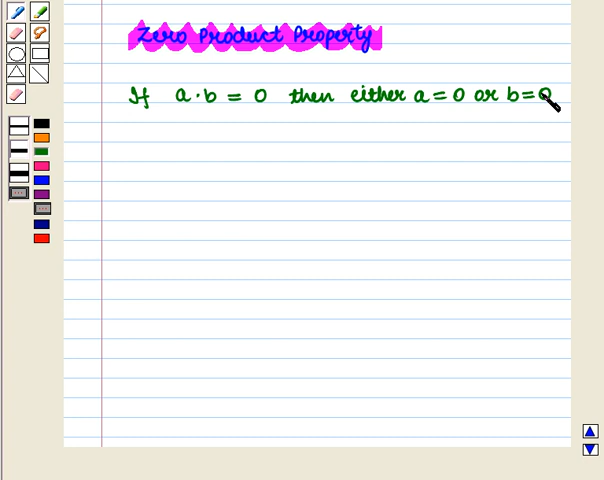 Zero Product Property
If a·b = 0 then either a=0 or b=0